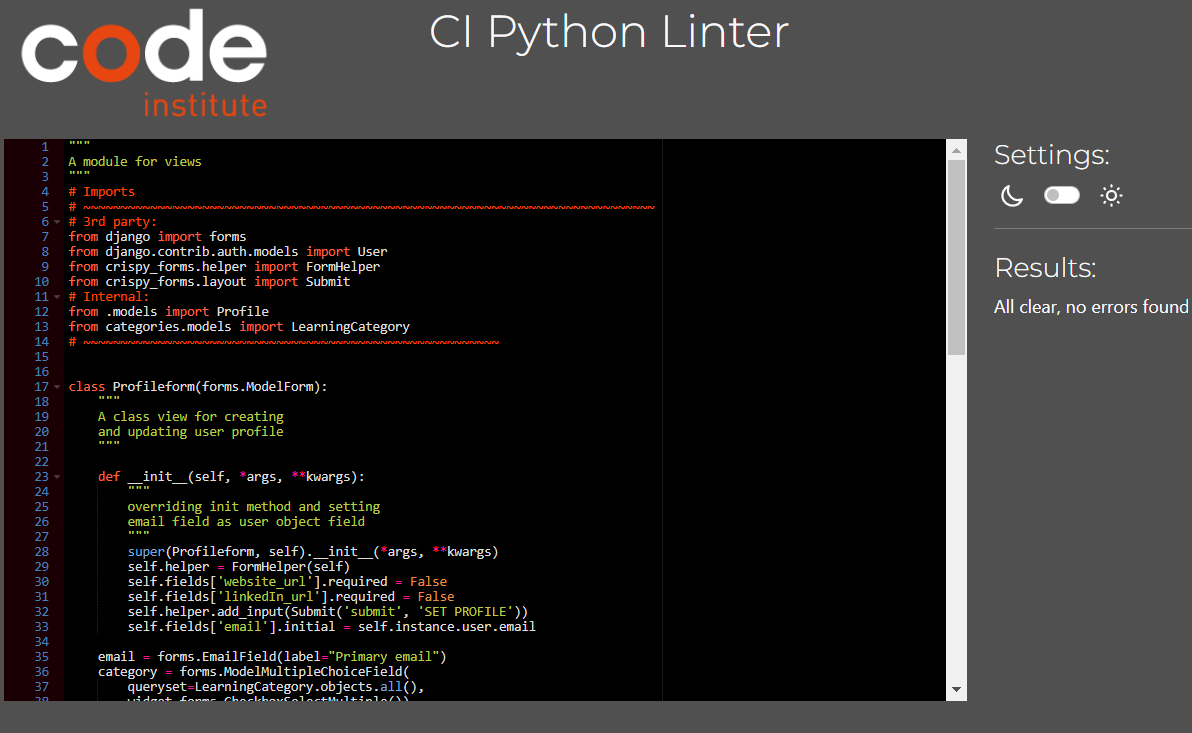 code
institute
CI Python Linter
1 """
2 A module for views
3 """
4 # Imports
5 # ~~~~~~~~~~~~~~~~~~~~~~~~~~~~~~~~~~~~~~~~~~~~~~~~~~~~~~~~~~~~~~~~~~~~~~~~~~~~~
6 # 3rd party:
7 from django import forms
8 from django.contrib.auth.models import User
9 from crispy_forms.helper import FormHelper
10 from crispy_forms.layout import Submit
11 # Internal:
12 from .models import Profile
13 from categories.models import LearningCategory
14 # ~~~~~~~~~~~~~~~~~~~~~~~~~~~~~~~~~~~~~~~~~~~~~~~~~~~~~~~~
15
16
17 class Profileform(forms.ModelForm):
18     """
19     A class view for creating
20     and updating user profile
21     """
22
23     def __init__(self, *args, **kwargs):
24         """
25         overriding init method and setting
26         email field as user object field
27         """
28         super(Profileform, self).__init__(*args, **kwargs)
29         self.helper = FormHelper(self)
30         self.fields['website_url'].required = False
31         self.fields['linkedIn_url'].required = False
32         self.helper.add_input(Submit('submit', 'SET PROFILE'))
33         self.fields['email'].initial = self.instance.user.email
34
35     email = forms.EmailField(label="Primary email")
36     category = forms.ModelMultipleChoiceField(
37         queryset=LearningCategory.objects.all(),
38         widget=forms.CheckboxSelectMultiple())
Settings:
Results:
All clear, no errors found